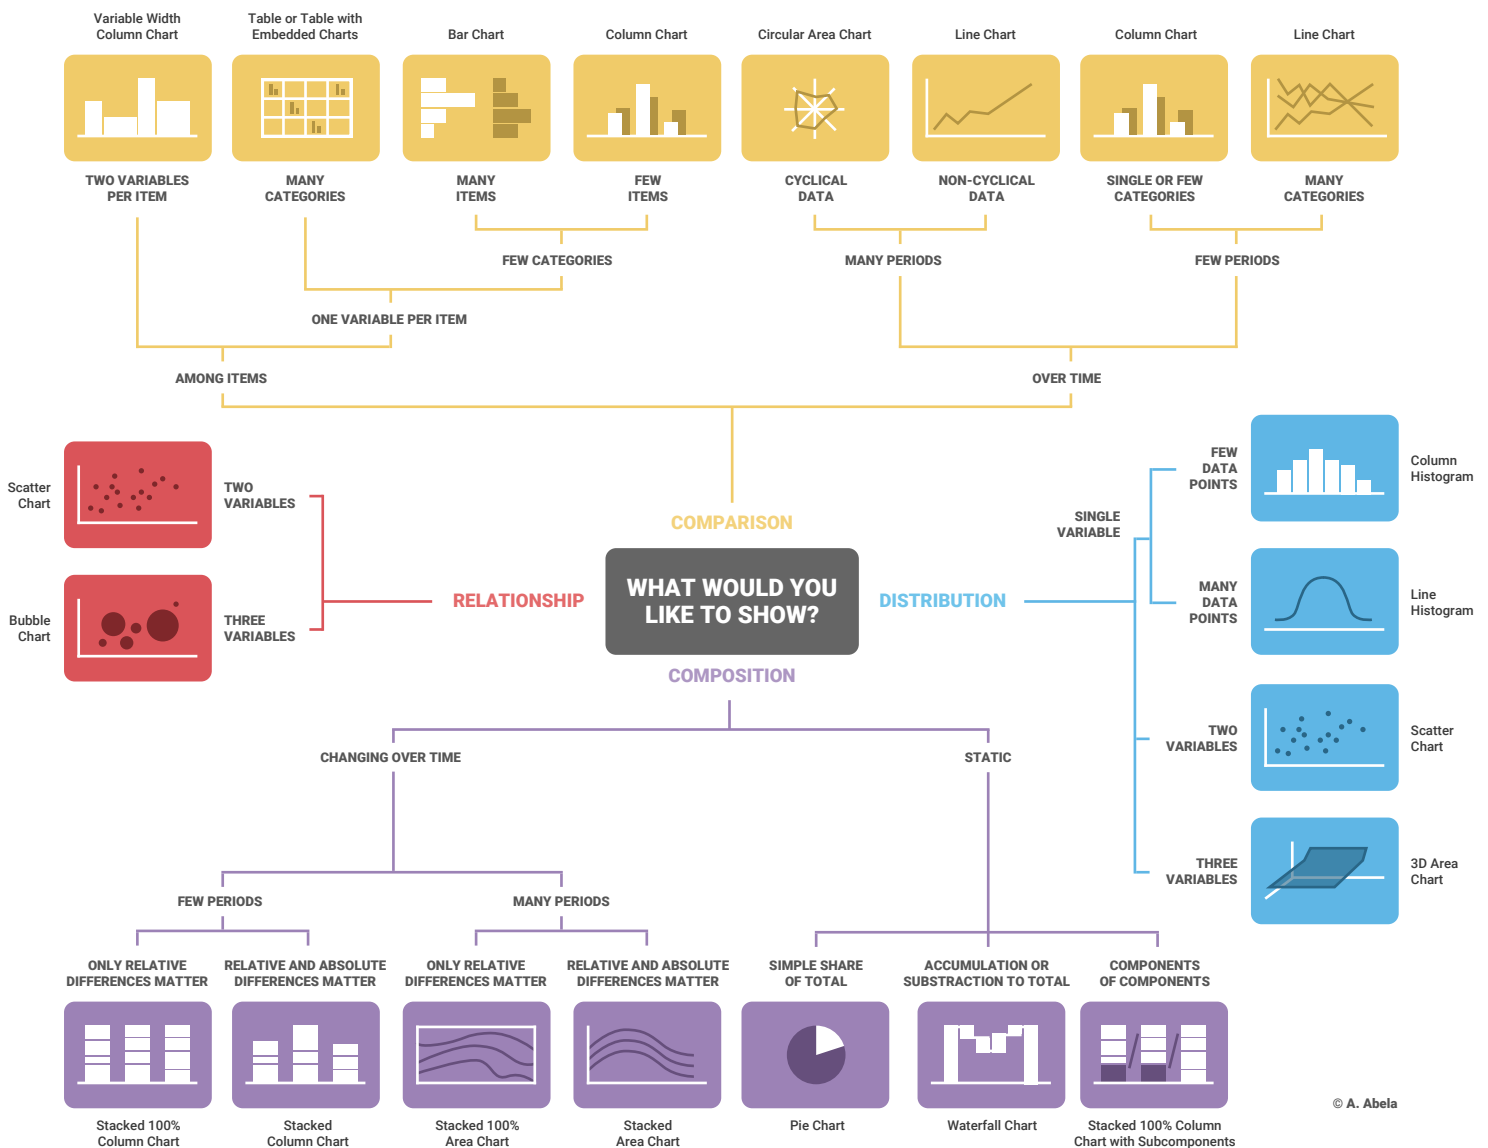 Variable Width
Column Chart
Table or Table with
Embedded Charts
Bar Chart
Column Chart
Circular Area Chart
Line Chart
Column Chart
Line Chart
TWO VARIABLES
PER ITEM
MANY
CATEGORIES
MANY
ITEMS
FEW
ITEMS
CYCLICAL
DATA
NON-CYCLICAL
DATA
SINGLE OR FEW
CATEGORIES
MANY
CATEGORIES
FEW CATEGORIES
MANY PERIODS
FEW PERIODS
ONE VARIABLE PER ITEM
AMONG ITEMS
OVER TIME
COMPARISON
Scatter
Chart
TWO
VARIABLES
Bubble
Chart
THREE
VARIABLES
RELATIONSHIP
WHAT WOULD YOU
LIKE TO SHOW?
DISTRIBUTION
SINGLE
VARIABLE
FEW
DATA
POINTS
Column
Histogram
MANY
DATA
POINTS
Line
Histogram
TWO
VARIABLES
Scatter
Chart
THREE
VARIABLES
3D Area
Chart
COMPOSITION
CHANGING OVER TIME
STATIC
FEW PERIODS
MANY PERIODS
ONLY RELATIVE
DIFFERENCES MATTER
RELATIVE AND ABSOLUTE
DIFFERENCES MATTER
ONLY RELATIVE
DIFFERENCES MATTER
RELATIVE AND ABSOLUTE
DIFFERENCES MATTER
SIMPLE SHARE
OF TOTAL
ACCUMULATION OR
SUBSTRACTION TO TOTAL
COMPONENTS
OF COMPONENTS
Stacked 100%
Column Chart
Stacked
Column Chart
Stacked 100%
Area Chart
Stacked
Area Chart
Pie Chart
Waterfall Chart
Stacked 100% Column
Chart with Subcomponents
© A. Abela